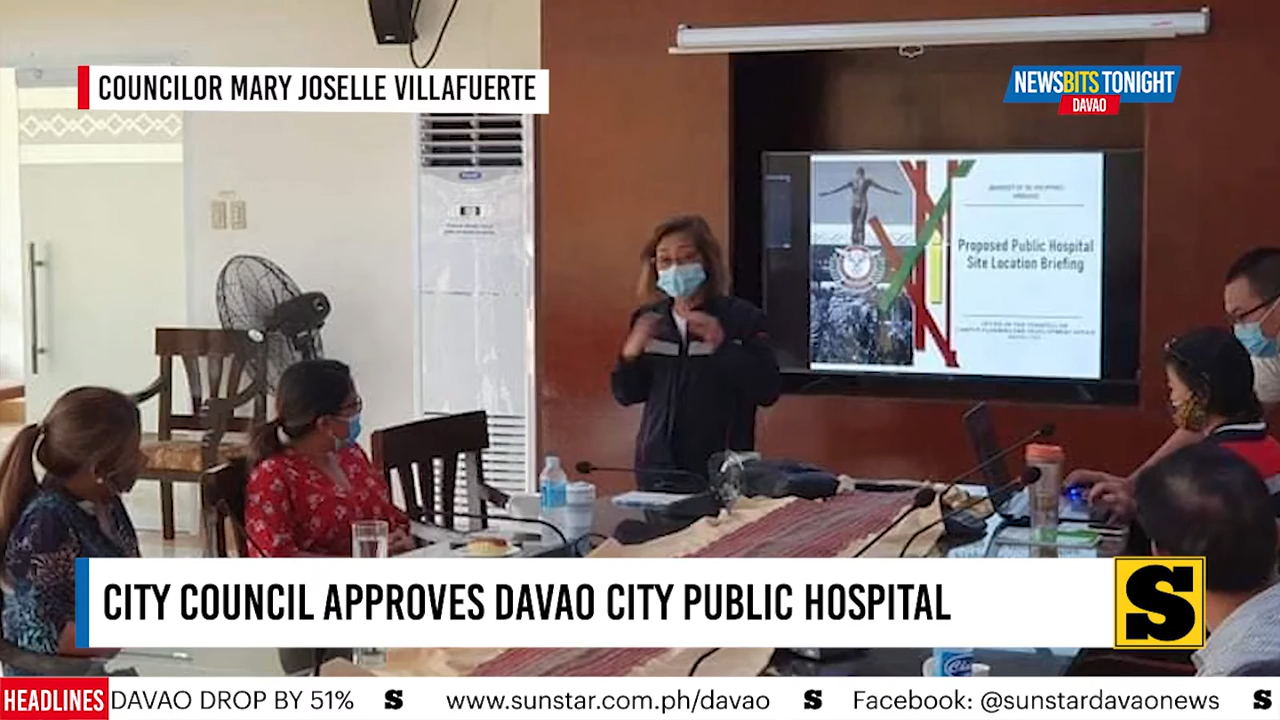 COUNCILOR MARY JOSELLE VILLAFUERTE
NEWSBITS TONIGHT
DAVAO
Proposed Public Hospital
Site Location Briefing
CITY COUNCIL APPROVES DAVAO CITY PUBLIC HOSPITAL
S
HEADLINES DAVAO DROP BY 51% S www.sunstar.com.ph/davao S Facebook: @sunstardavaonews S